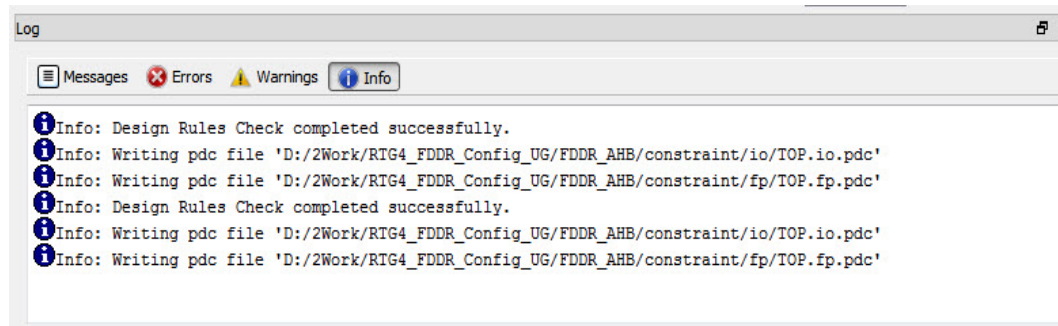 Log
Messages Errors Warnings Info
Info: Design Rules Check completed successfully.
Info: Writing pdc file 'D:/2Work/RTG4_FDDR_Config_UG/FDDR_AHB/constraint/io/TOP.io.pdc'
Info: Writing pdc file 'D:/2Work/RTG4_FDDR_Config_UG/FDDR_AHB/constraint/fp/TOP.fp.pdc'
Info: Design Rules Check completed successfully.
Info: Writing pdc file 'D:/2Work/RTG4_FDDR_Config_UG/FDDR_AHB/constraint/io/TOP.io.pdc'
Info: Writing pdc file 'D:/2Work/RTG4_FDDR_Config_UG/FDDR_AHB/constraint/fp/TOP.fp.pdc'